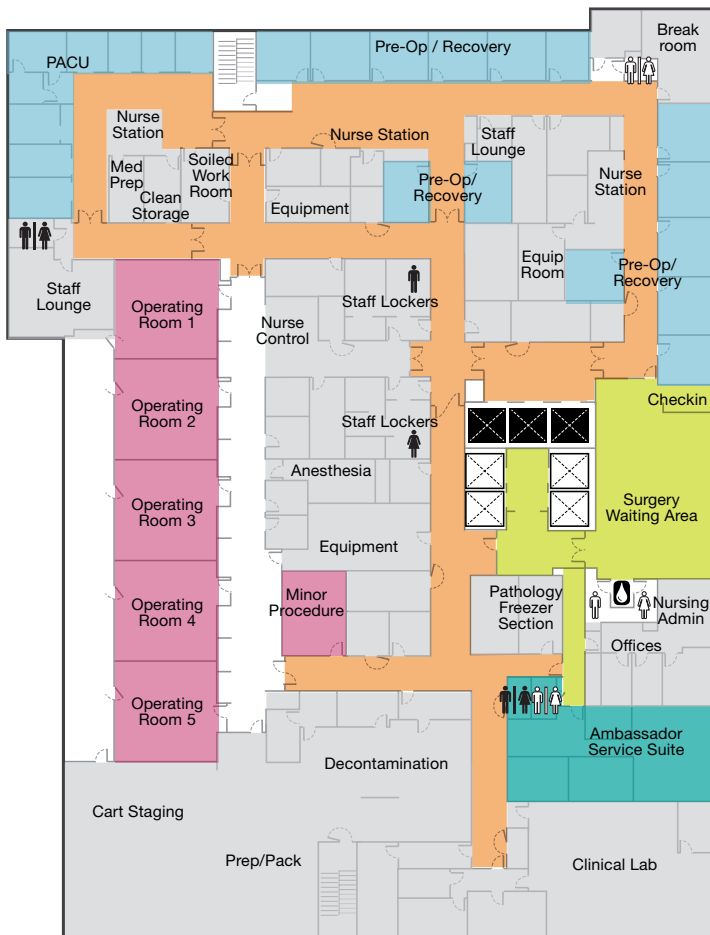 Break
room
PACU
Pre-Op / Recovery
Nurse
Station
Nurse Station
Staff
Lounge
Med
Prep
Soiled
Work
Room
Clean
Storage
Equipment
Pre-Op/
Recovery
Nurse
Station
Equip
Room
Pre-Op/
Recovery
Staff
Lounge
Operating
Room 1
Staff Lockers
Nurse
Control
Operating
Room 2
Staff Lockers
Checkin
Anesthesia
Operating
Room 3
Surgery
Waiting Area
Equipment
Operating
Room 4
Minor
Procedure
Pathology
Freezer
Section
Nursing
Admin
Offices
Operating
Room 5
Ambassador
Service Suite
Decontamination
Cart Staging
Prep/Pack
Clinical Lab